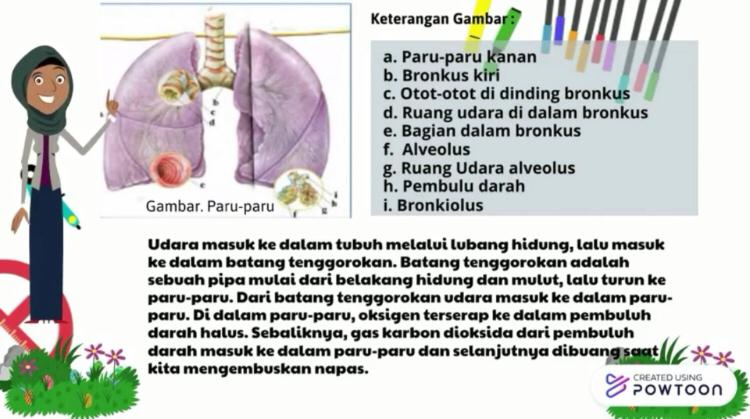 Keterangan Gambar :
a. Paru-paru kanan
b. Bronkus kiri
c. Otot-otot di dinding bronkus
d. Ruang udara di dalam bronkus
e. Bagian dalam bronkus
f. Alveolus
g. Ruang Udara alveolus
h. Pembulu darah
i. Bronkiolus
b
c
d
e
f
g
h
i
Gambar. Paru-paru
Udara masuk ke dalam tubuh melalui lubang hidung, lalu masuk
ke dalam batang tenggorokan. Batang tenggorokan adalah
sebuah pipa mulai dari belakang hidung dan mulut, lalu turun ke
paru-paru. Dari batang tenggorokan udara masuk ke dalam paru-
paru. Di dalam paru-paru, oksigen terserap ke dalam pembuluh
darah halus. Sebaliknya, gas karbon dioksida dari pembuluh
darah masuk ke dalam paru-paru dan selanjutnya dibuang saat
kita mengembuskan napas.
CREATED USING
POWTOON